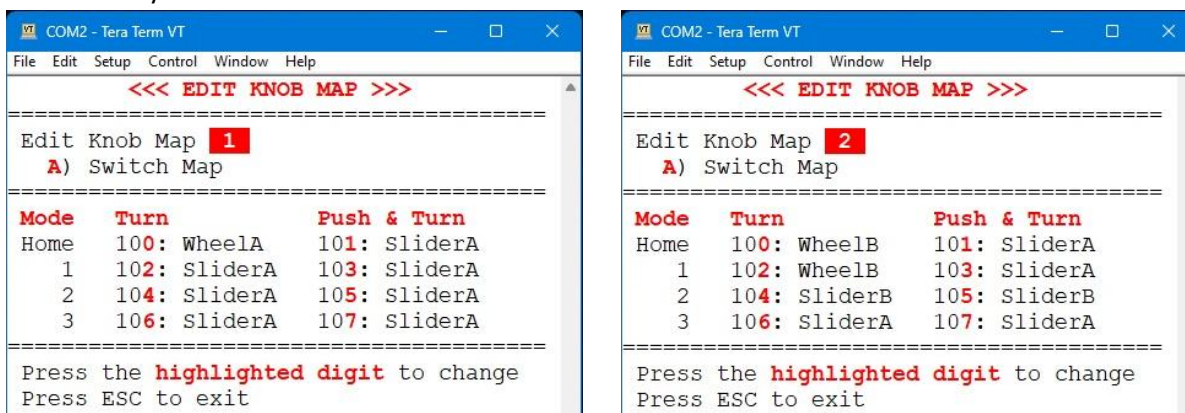 COM2 - Tera Term VT
File Edit Setup Control Window Help
<<< EDIT KNOB MAP >>>
==========================================
Edit Knob Map 1
A) Switch Map
==========================================
Mode Turn Push & Turn
Home 100: WheelA 101: SliderA
1 102: SliderA 103: SliderA
2 104: SliderA 105: SliderA
3 106: SliderA 107: SliderA
==========================================
Press the highlighted digit to change
Press ESC to exit
COM2 - Tera Term VT
File Edit Setup Control Window Help
<<< EDIT KNOB MAP >>>
==========================================
Edit Knob Map 2
A) Switch Map
==========================================
Mode Turn Push & Turn
Home 100: WheelB 101: SliderA
1 102: WheelB 103: SliderA
2 104: SliderB 105: SliderB
3 106: SliderA 107: SliderA
==========================================
Press the highlighted digit to change
Press ESC to exit